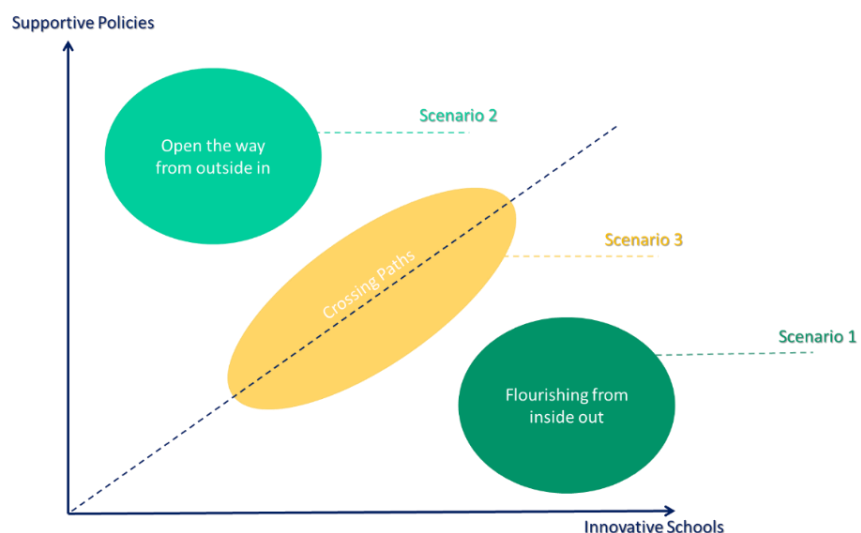 Supportive Policies
Scenario 2
Open the way
from outside in
Scenario 3
Crossing Paths
Scenario 1
Flourishing from
inside out
Innovative Schools